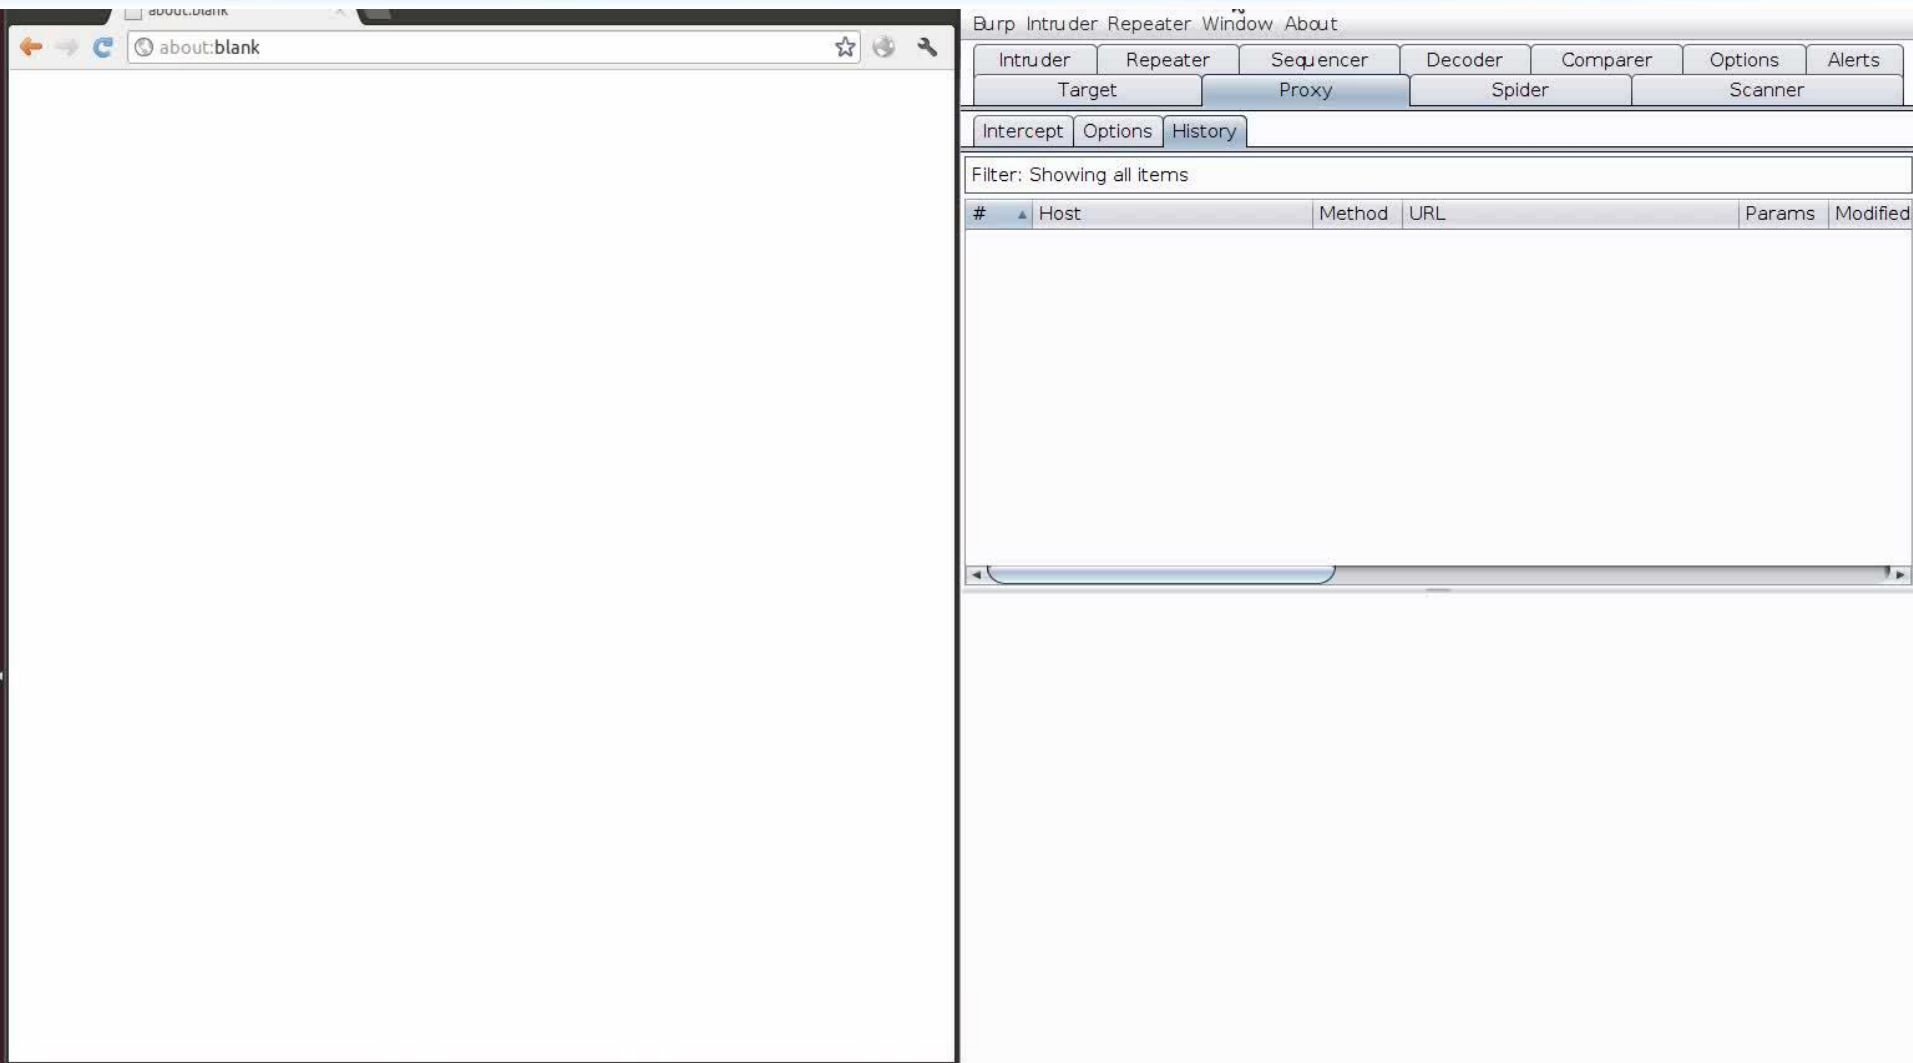 about:blank
about:blank
Burp Intruder Repeater Window About
Intruder Repeater Sequencer Decoder Comparer Options Alerts
Target Proxy Spider Scanner
Intercept Options History
Filter: Showing all items
# Host Method URL Params Modified